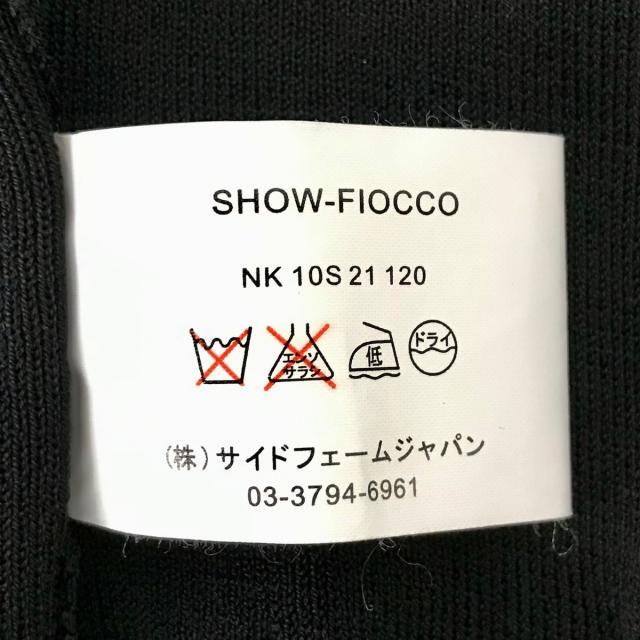 SHOW-FIOCCO
NK 10S 21 120
エンソ
サラシ
低
ドライ
(株)サイドフェームジャパン
03-3794-6961